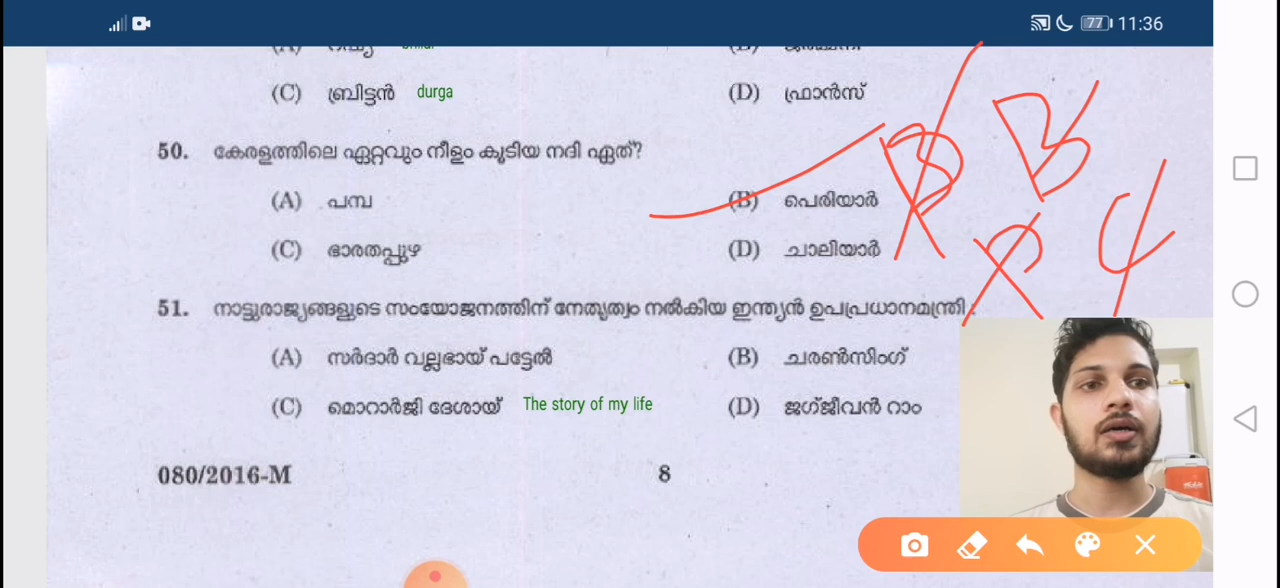 77 11:36
(C) ബ്രിട്ടൻ durga (D) ഫ്രാൻസ്
50. കേരളത്തിലെ ഏറ്റവും നീളം കൂടിയ നദി ഏത്?
(A) പമ്പ (B) പെരിയാർ
(C) ഭാരതപ്പുഴ (D) ചാലിയാർ
51. നാട്ടുരാജ്യങ്ങളുടെ സംയോജനത്തിന് നേതൃത്വം നൽകിയ ഇന്ത്യൻ ഉപപ്രധാനമന്ത്രി :
(A) സർദാർ വല്ലഭായ് പട്ടേൽ (B) ചരൺസിംഗ്
(C) മൊറാർജി ദേശായ് The story of my life (D) ജഗ്ജീവൻ റാം
080/2016-M 8